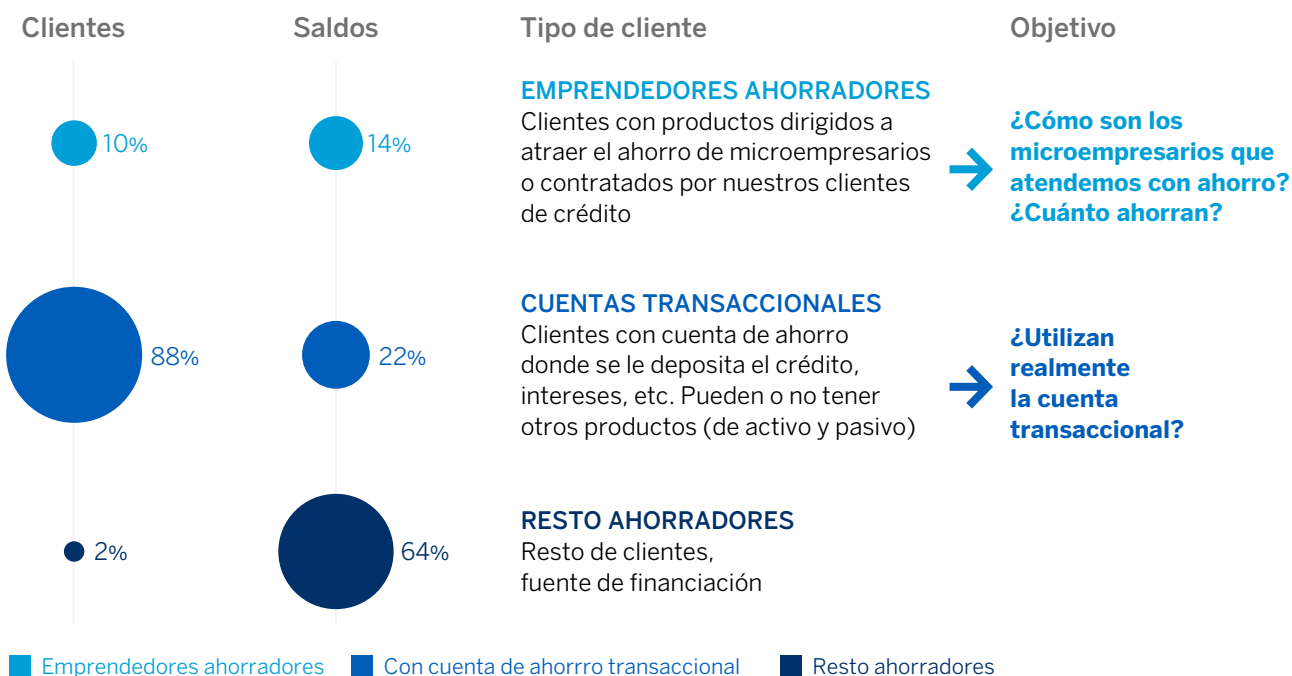 Clientes
Saldos
Tipo de cliente
Objetivo
10%
14%
EMPRENDEDORES AHORRADORES
Clientes con productos dirigidos a
atraer el ahorro de microempresarios
o contratados por nuestros clientes
de crédito
¿Cómo son los
microempresarios que
atendemos con ahorro?
¿Cuánto ahorran?
88%
22%
CUENTAS TRANSACCIONALES
Clientes con cuenta de ahorro
donde se le deposita el crédito,
intereses, etc. Pueden o no tener
otros productos (de activo y pasivo)
¿Utilizan
realmente
la cuenta
transaccional?
2%
64%
RESTO AHORRADORES
Resto de clientes,
fuente de financiación
Emprendedores ahorradores
Con cuenta de ahorrro transaccional
Resto ahorradores